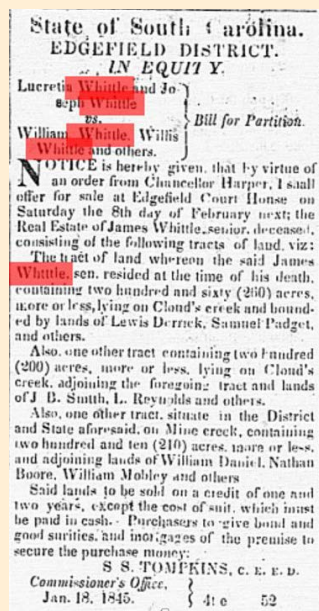 State of South Carolina.
EDGEFIELD DISTRICT.
IN EQUITY.
Lucretia Whittle and Jo
seph Whittle
vs.
William Whittle, Willis
Whittle and others.
Bill for Partition.
NOTICE is hereby given, that by virtue of
an order from Chancellor Harper, I shall
offer for sale at Edgefield Court House on
Saturday the 8th day of February next; the
Real Estate of James Whittle, senior, deceased,
consisting of the following tracts of land, viz:
The tract of land whereon the said James
Whittle, sen. resided at the time of his death,
containing two hundred and sixty (260) acres,
more or less, lying on Cloud's creek and bound-
ed by lands of Lewis Derrick, Samuel Padget,
and others.
Also, one other tract containing two hundred
(200) acres, more or less, lying on Cloud's
creek, adjoining the foregoing tract and lands
of J B. Smith, L. Reynolds and others.
Also, one other tract, situate in the District
and State aforesaid, on Mine creek, containing
two hundred and ten (210) acres, more or less,
and adjoining lands of William Daniel, Nathan
Boore, William Mobley and others
Said lands to be sold on a credit of one and
two years, except the cost of suit, which must
be paid in cash. Purchasers to give bond and
good surities, and mortgages of the premise to
secure the purchase money:
S S. TOMPKINS, C. E. E. D.
Commissioner's Office,
Jan. 18, 1845.
4te 52